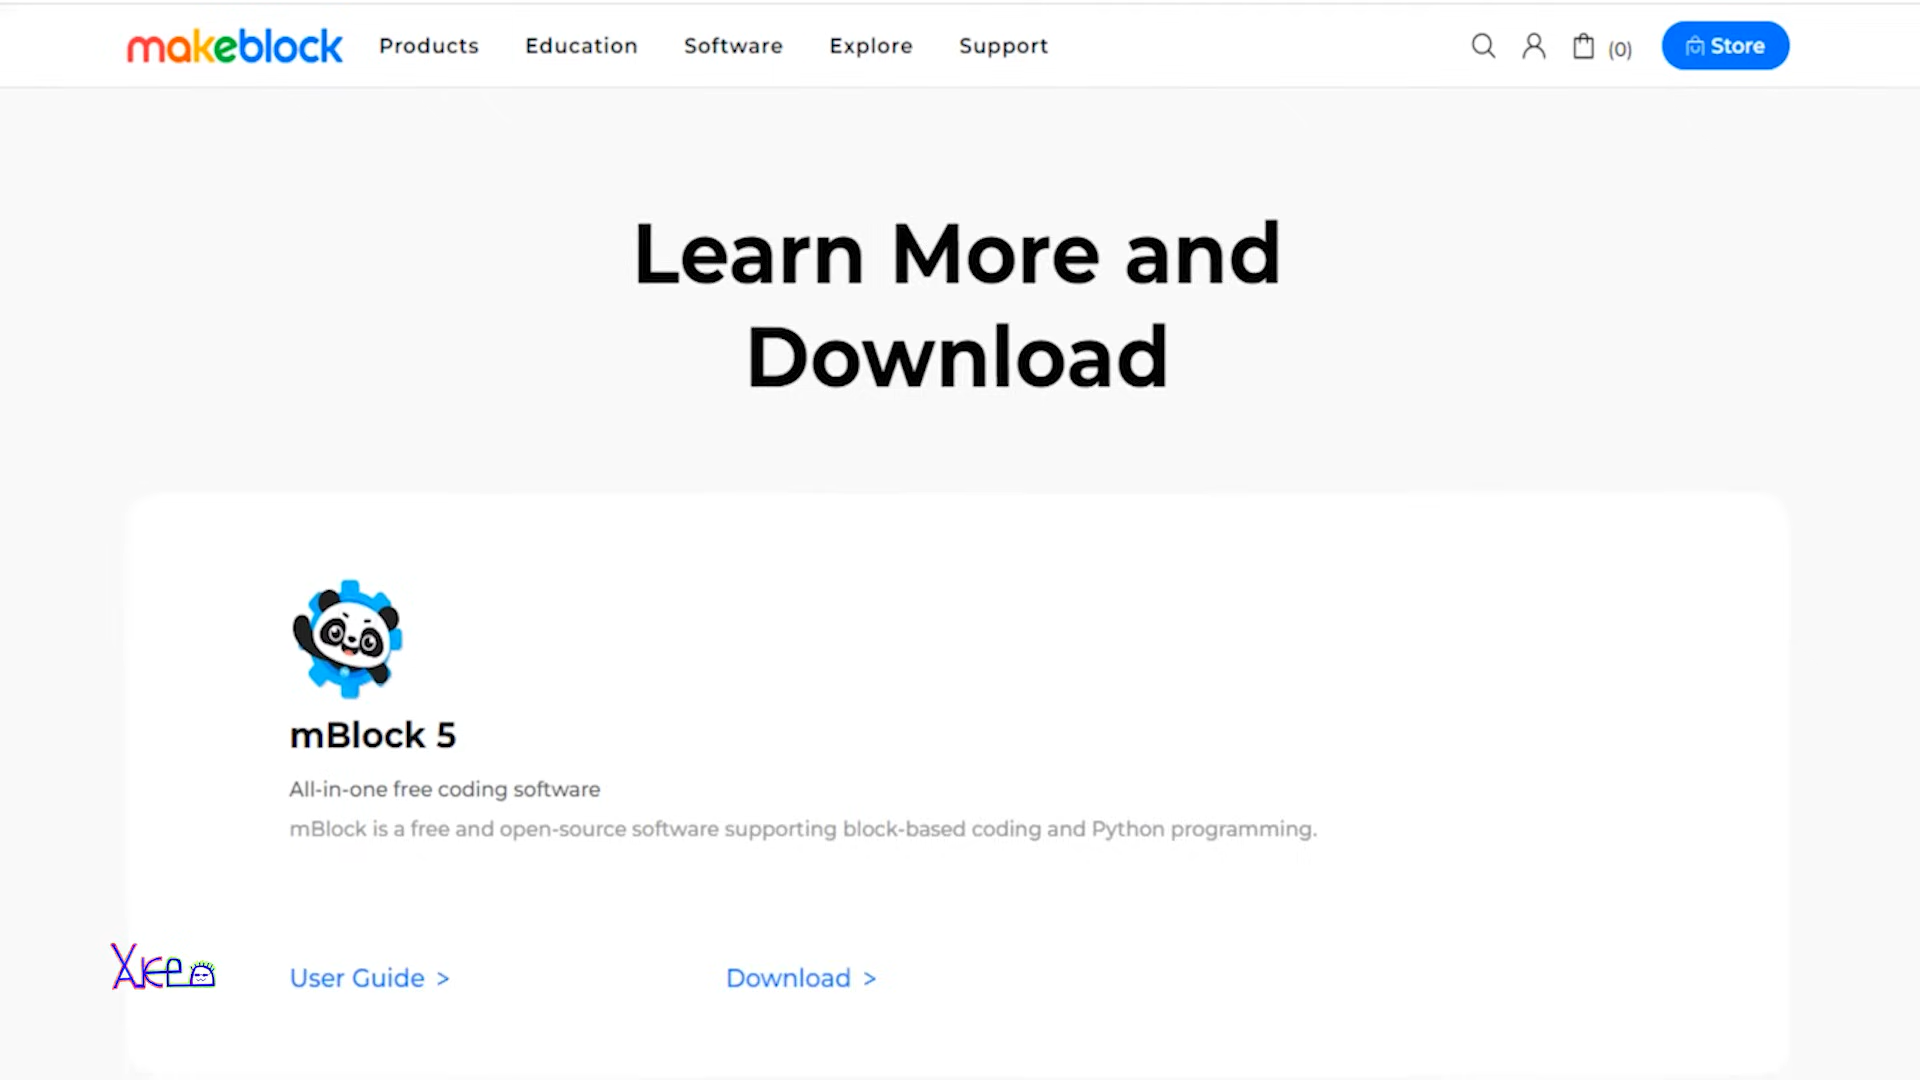 makeblock Products Education Software Explore Support (0) Store
Learn More and
Download
mBlock 5
All-in-one free coding software
mBlock is a free and open-source software supporting block-based coding and Python programming.
User Guide > Download >